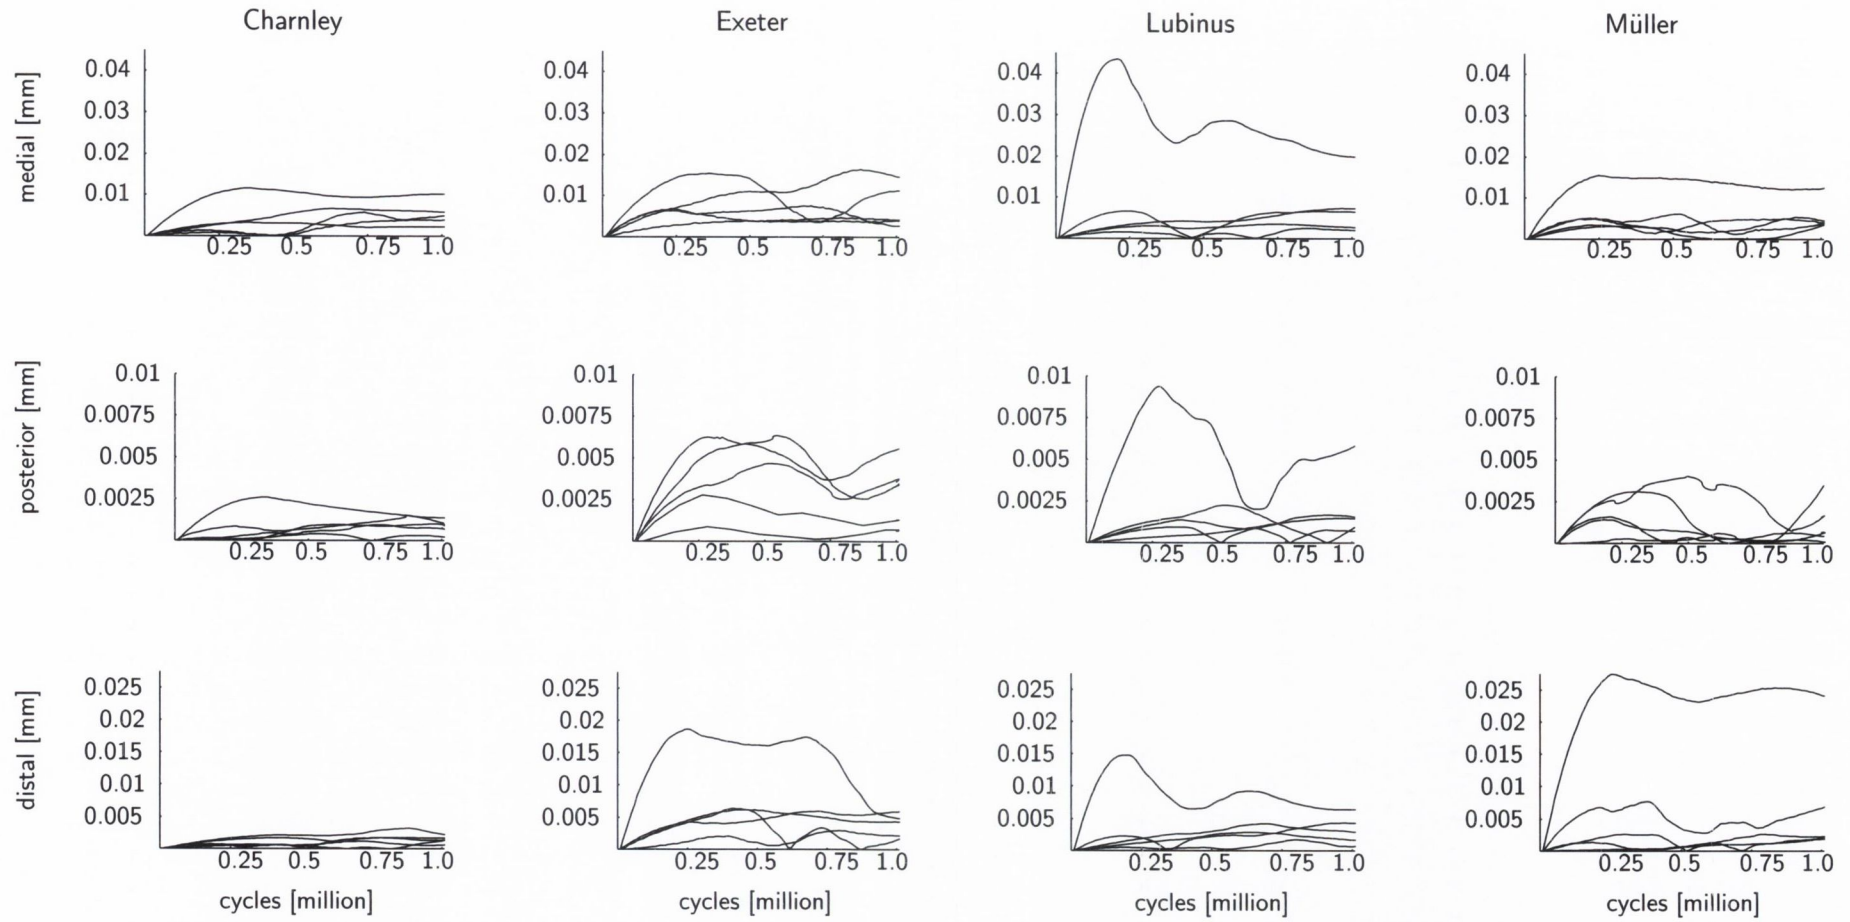 Charnley Exeter Lubinus Müller
medial [mm]
0.04 0.04 0.04 0.04
0.03 0.03 0.03 0.03
0.02 0.02 0.02 0.02
0.01 0.01 0.01 0.01
0.25 0.5 0.75 1.0 0.25 0.5 0.75 1.0 0.25 0.5 0.75 1.0 0.25 0.5 0.75 1.0
posterior [mm]
0.01 0.01 0.01 0.01
0.0075 0.0075 0.0075 0.0075
0.005 0.005 0.005 0.005
0.0025 0.0025 0.0025 0.0025
0.25 0.5 0.75 1.0 0.25 0.5 0.75 1.0 0.25 0.5 0.75 1.0 0.25 0.5 0.75 1.0
distal [mm]
0.025 0.025 0.025 0.025
0.02 0.02 0.02 0.02
0.015 0.015 0.015 0.015
0.01 0.01 0.01 0.01
0.005 0.005 0.005 0.005
0.25 0.5 0.75 1.0 0.25 0.5 0.75 1.0 0.25 0.5 0.75 1.0 0.25 0.5 0.75 1.0
cycles [million] cycles [million] cycles [million] cycles [million]